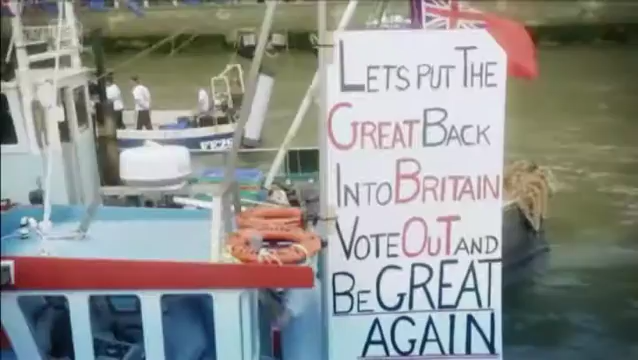 LETS PUT THE
GREAT BACK
INTO BRITAIN
VOTE OUT AND
BE GREAT
AGAIN